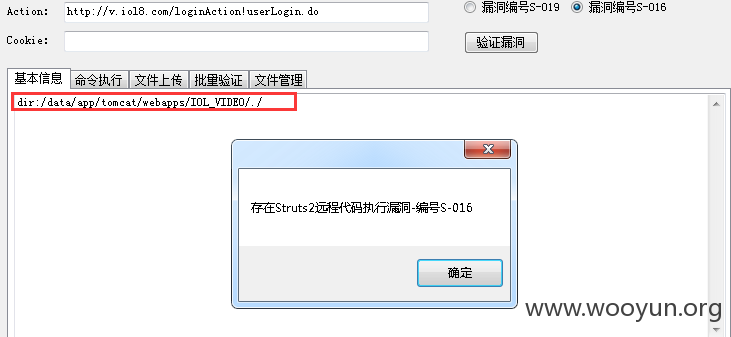 Action: http://v.iol8.com/loginAction!userLogin.do
漏洞编号S-019 漏洞编号S-016
Cookie:
验证漏洞
基本信息 命令执行 文件上传 批量验证 文件管理
dir:/data/app/tomcat/webapps/IOL_VIDEO/./
存在Struts2远程代码执行漏洞-编号S-016
确定
www.wooyun.org